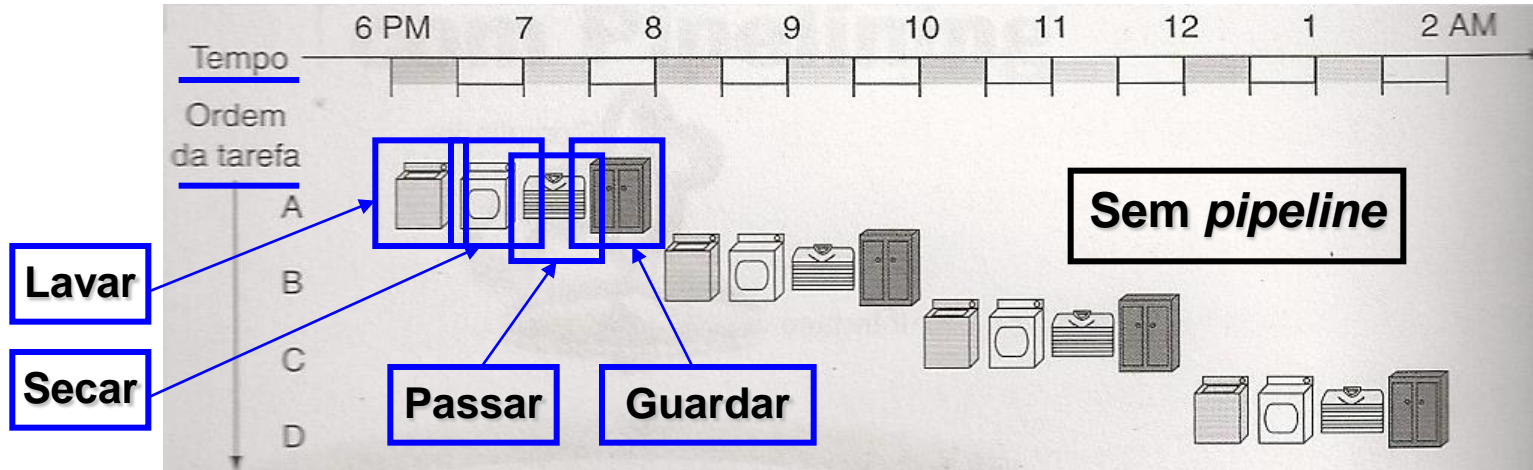 6 PM 7 8 9 10 11 12 1 2 AM
Tempo
Ordem
da tarefa
A
Sem pipeline
Lavar
B
Secar
C
Passar
Guardar
D